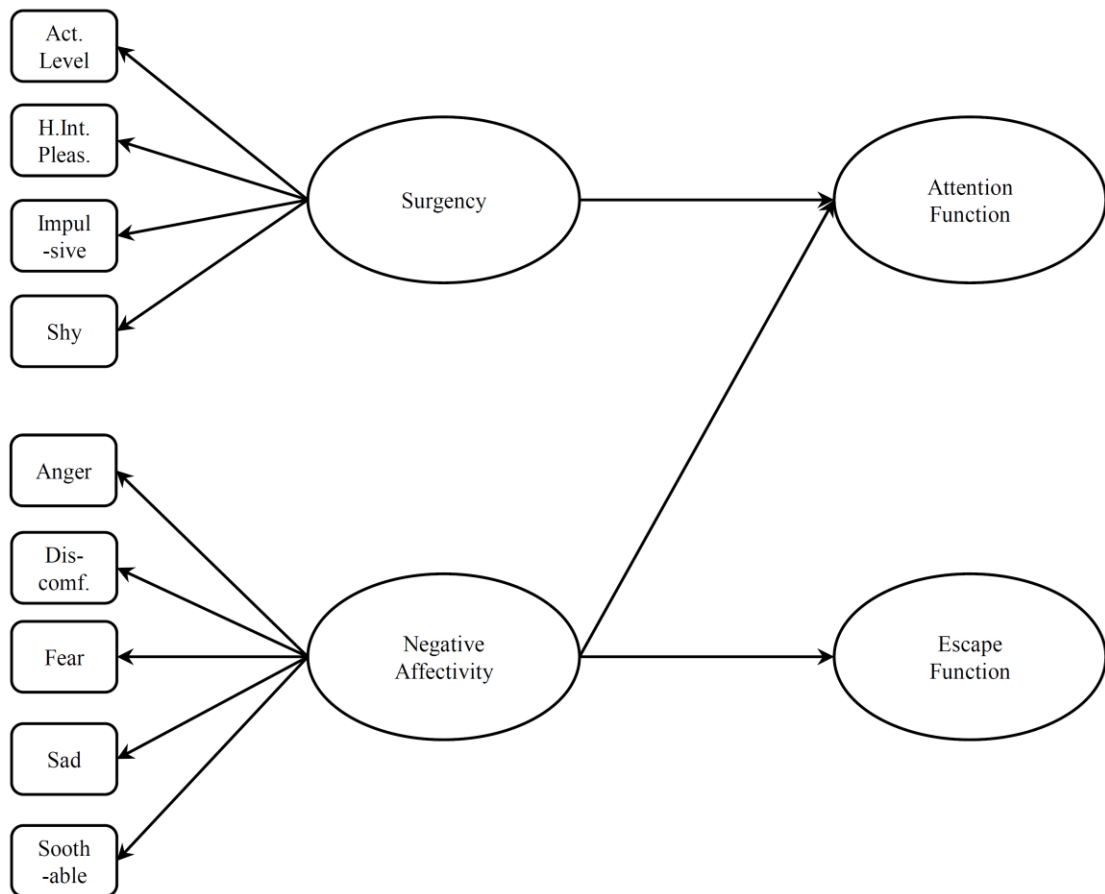 Act.
Level
H.Int.
Pleas.
Impul
-sive
Shy
Surgency
Attention
Function
Anger
Dis-
comf.
Fear
Sad
Sooth
-able
Negative
Affectivity
Escape
Function